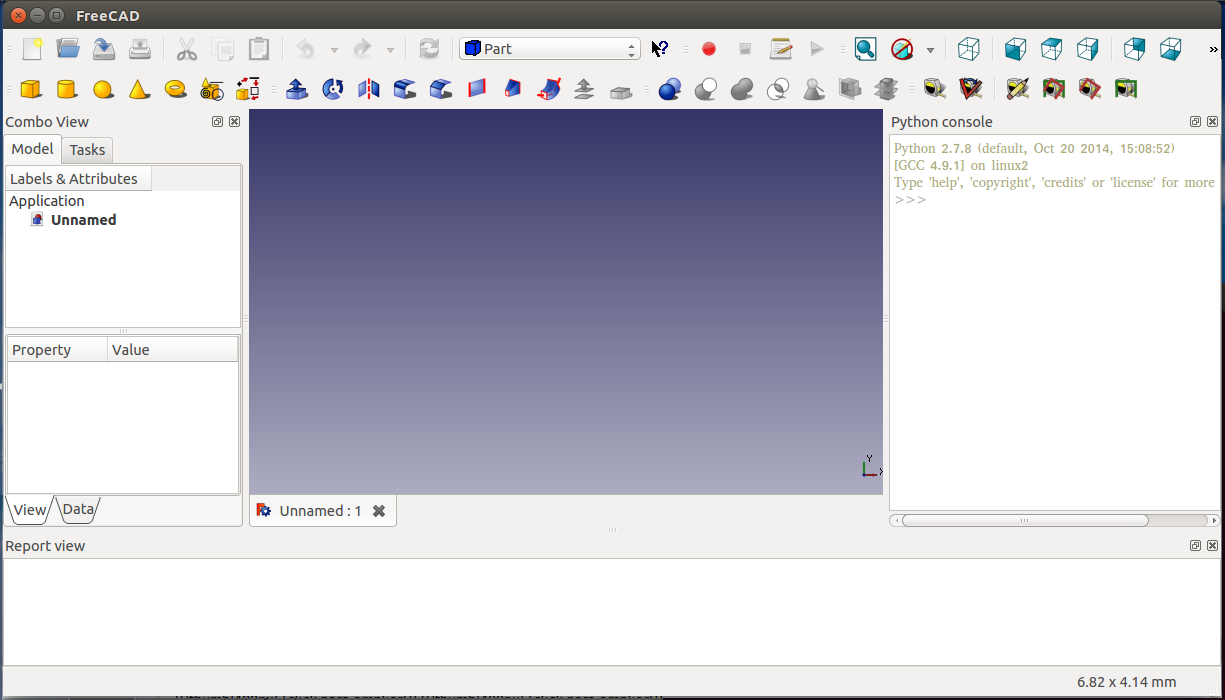 FreeCAD
Part
»
Combo View
Model Tasks
Labels & Attributes
Application
Unnamed
Property Value
View Data
Y
X
Unnamed : 1
Python console
Python 2.7.8 (default, Oct 20 2014, 15:08:52)
[GCC 4.9.1] on linux2
Type 'help', 'copyright', 'credits' or 'license' for more
>>>
Report view
6.82 x 4.14 mm